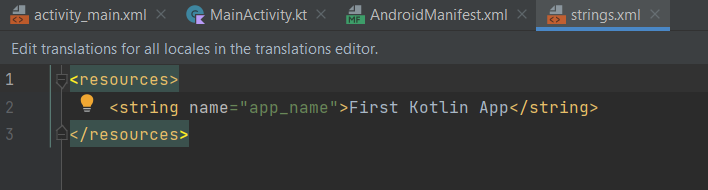 activity_main.xml MainActivity.kt AndroidManifest.xml strings.xml
Edit translations for all locales in the translations editor.
1 <resources>
2 <string name="app_name">First Kotlin App</string>
3 </resources>